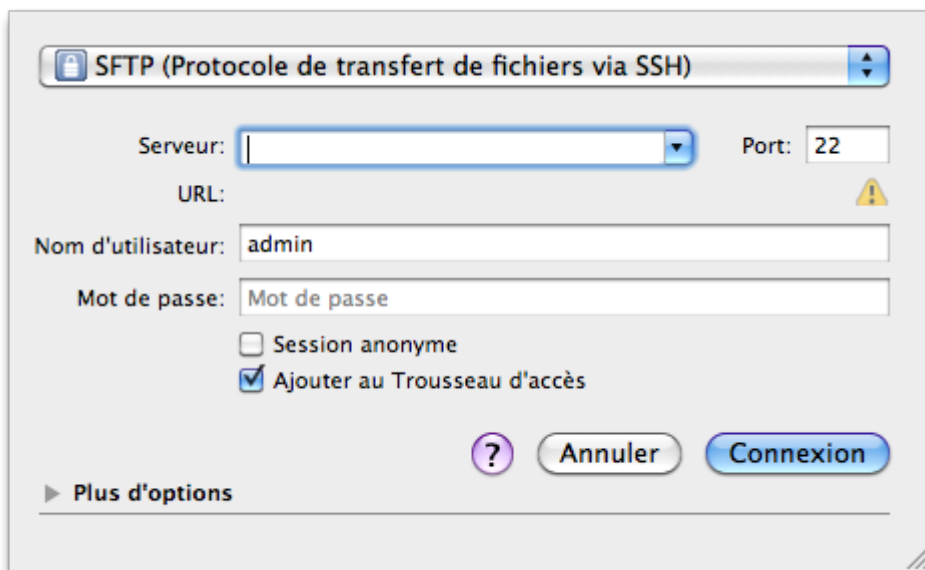 SFTP (Protocole de transfert de fichiers via SSH)
Serveur: Port: 22
URL:
Nom d'utilisateur: admin
Mot de passe: Mot de passe
Session anonyme
Ajouter au Trousseau d'accès
? Annuler Connexion
Plus d'options